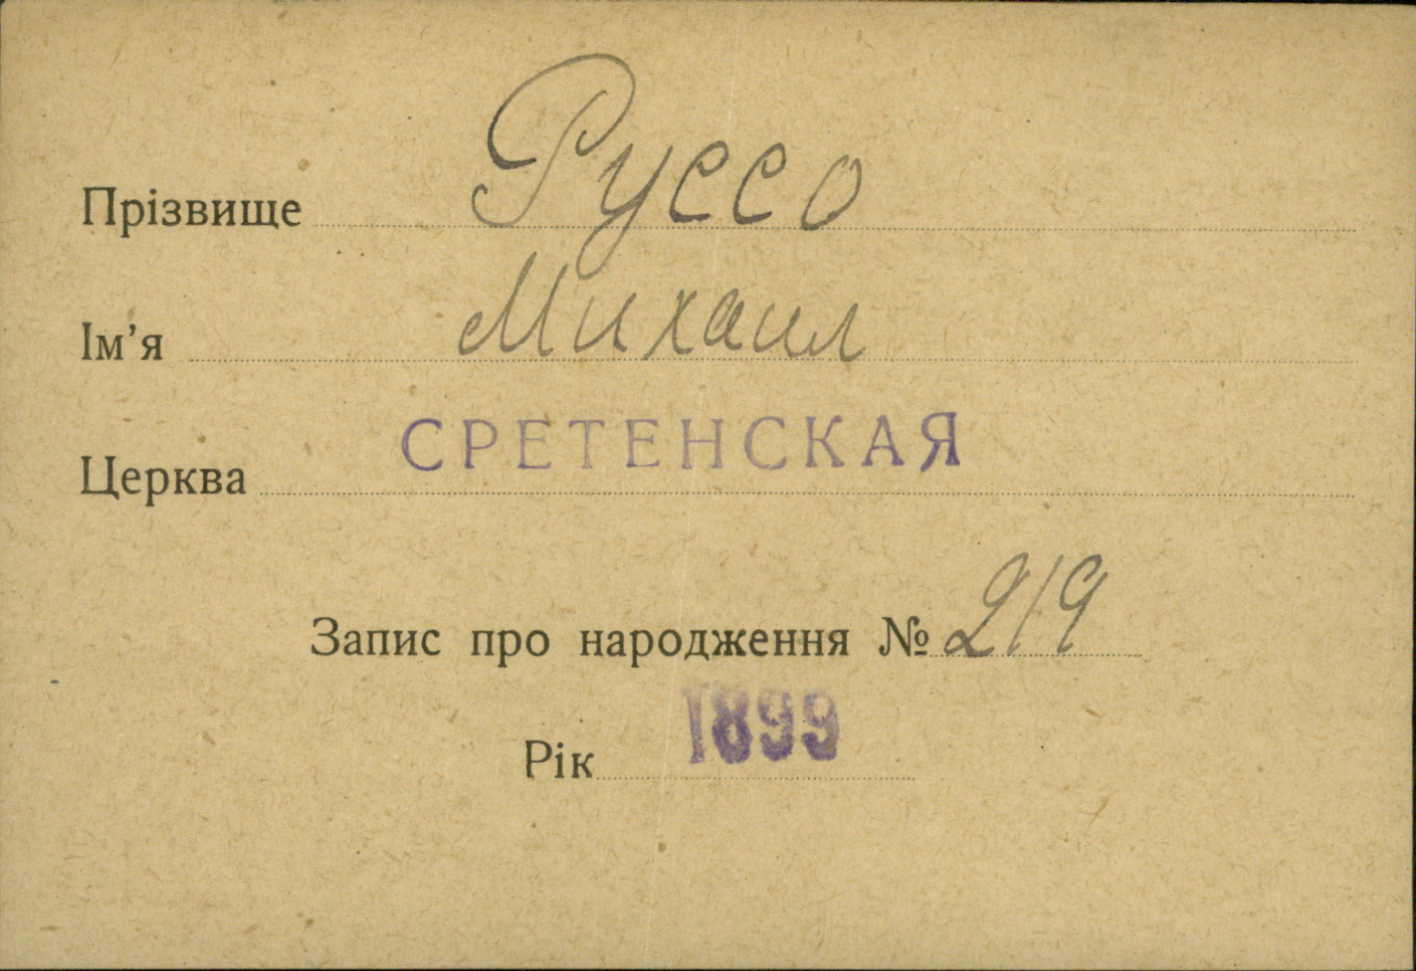 Прізвище Руссо
Ім'я Михаил
Церква СРЕТЕНСКАЯ
Запис про народження № 219
Рік 1899